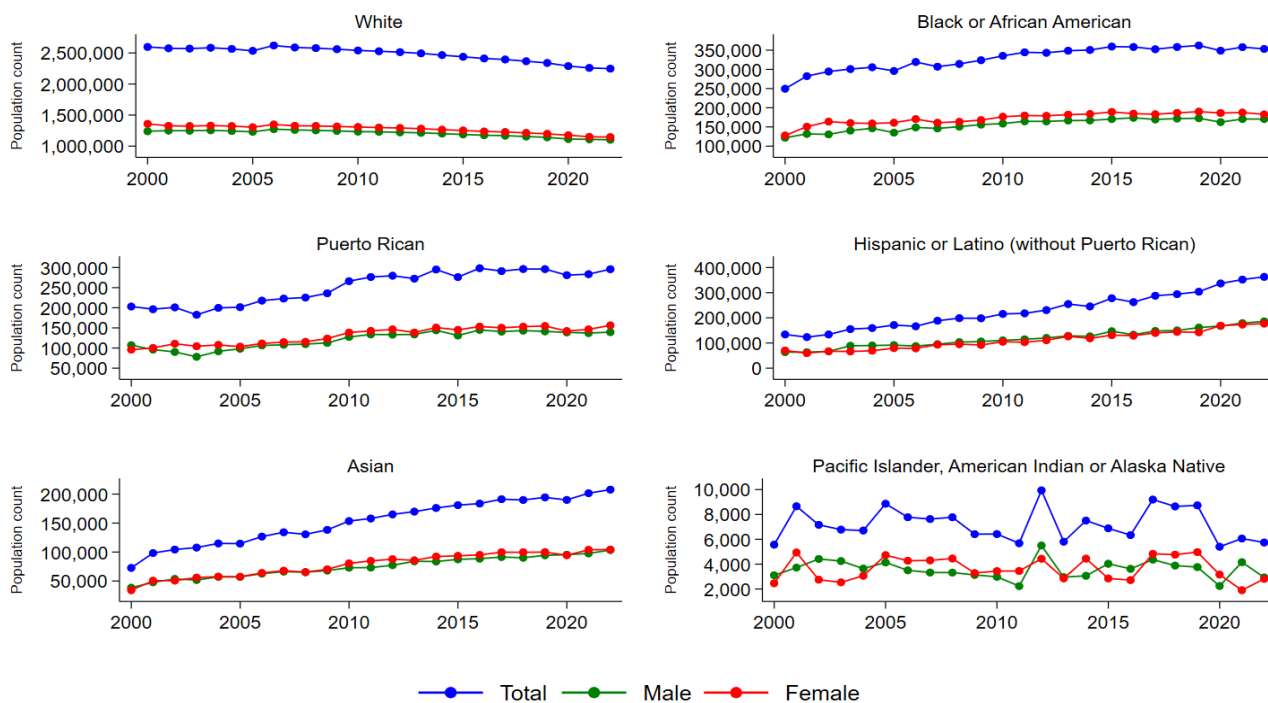 White
Population count
2,500,000
2,000,000
1,500,000
1,000,000
2000 2005 2010 2015 2020
Black or African American
Population count
350,000
300,000
250,000
200,000
150,000
100,000
2000 2005 2010 2015 2020
Puerto Rican
Population count
300,000
250,000
200,000
150,000
100,000
50,000
2000 2005 2010 2015 2020
Hispanic or Latino (without Puerto Rican)
Population count
400,000
300,000
200,000
100,000
0
2000 2005 2010 2015 2020
Asian
Population count
200,000
150,000
100,000
50,000
2000 2005 2010 2015 2020
Pacific Islander, American Indian or Alaska Native
Population count
10,000
8,000
6,000
4,000
2,000
2000 2005 2010 2015 2020
Total Male Female